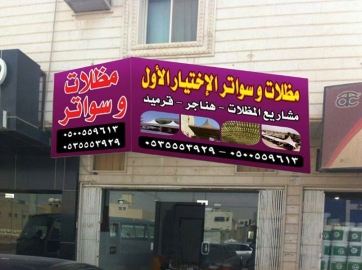 مظلات
و سواتر
٠٥٠٠٥٥٩٦١٣
٠٥٣٥٥٥٣٩٢٩
مظلات و سواتر الإختيار الأول
مشاريع المظلات - هناجر - قرميد
٠٥٣٥٥٥٣٩٢٩ - ٠٥٠٠٥٥٩٦١٣